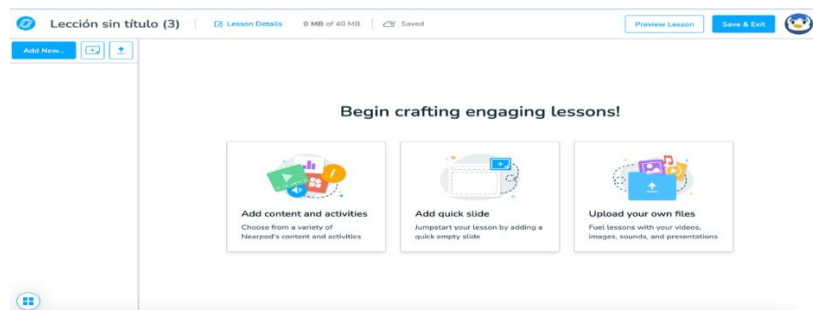 Lección sin título (3)
Lesson Details
0 MB of 40 MB
Saved
Preview Lesson
Save & Exit
Add New...
Begin crafting engaging lessons!
Add content and activities
Choose from a variety of
Nearpod's content and activities
Add quick slide
Jumpstart your lesson by adding a
quick empty slide
Upload your own files
Fuel lessons with your videos,
images, sounds, and presentations